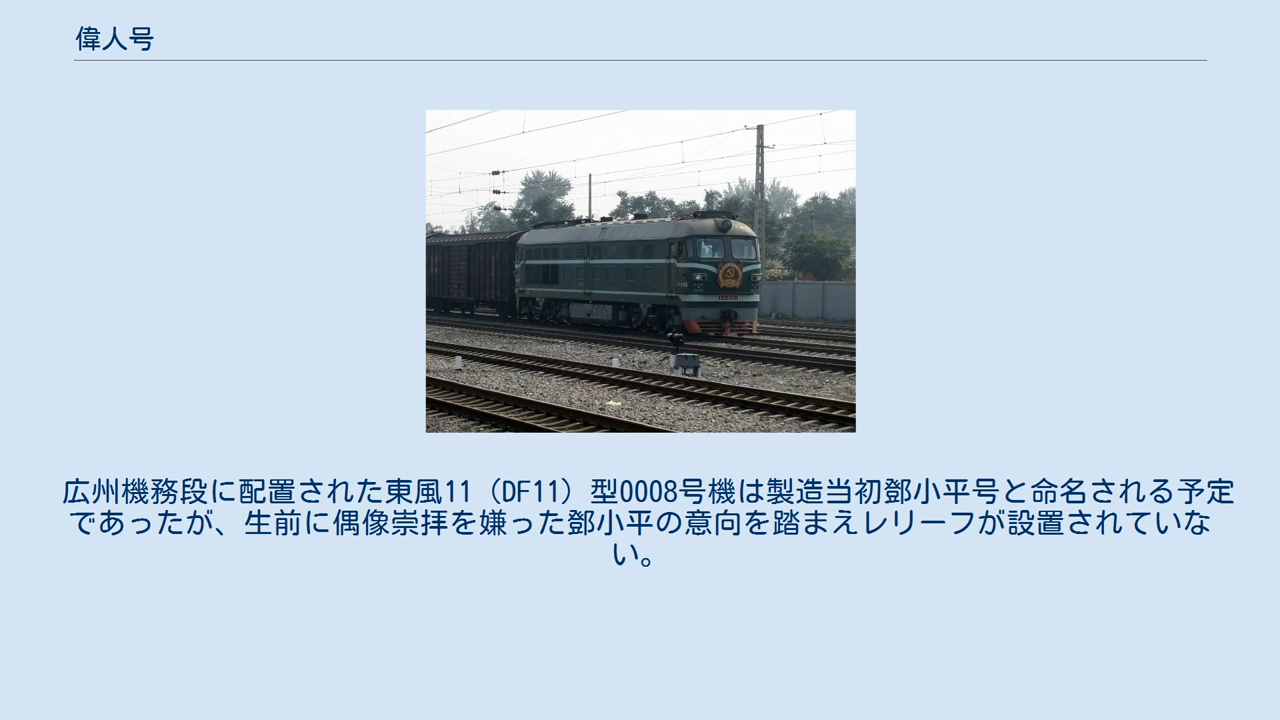 偉人号
広州機務段に配置された東風11（DF11）型0008号機は製造当初鄧小平号と命名される予定
であったが、生前に偶像崇拝を嫌った鄧小平の意向を踏まえレリーフが設置されていな
い。